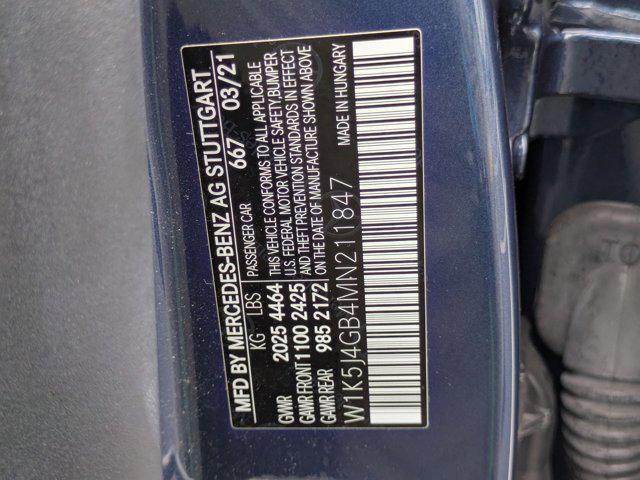 MFD BY MERCEDES-BENZ AG STUTTGART
667 03/21
KG LBS
PASSENGER CAR
GVWR 2025 4464
THIS VEHICLE CONFORMS TO ALL APPLICABLE
GAWR FRONT 1100 2425
U.S. FEDERAL MOTOR VEHICLE SAFETY, BUMPER
AND THEFT PREVENTION STANDARDS IN EFFECT
GAWR REAR 985 2172
ON THE DATE OF MANUFACTURE SHOWN ABOVE
MADE IN HUNGARY
W1K5J4GB4MN211847